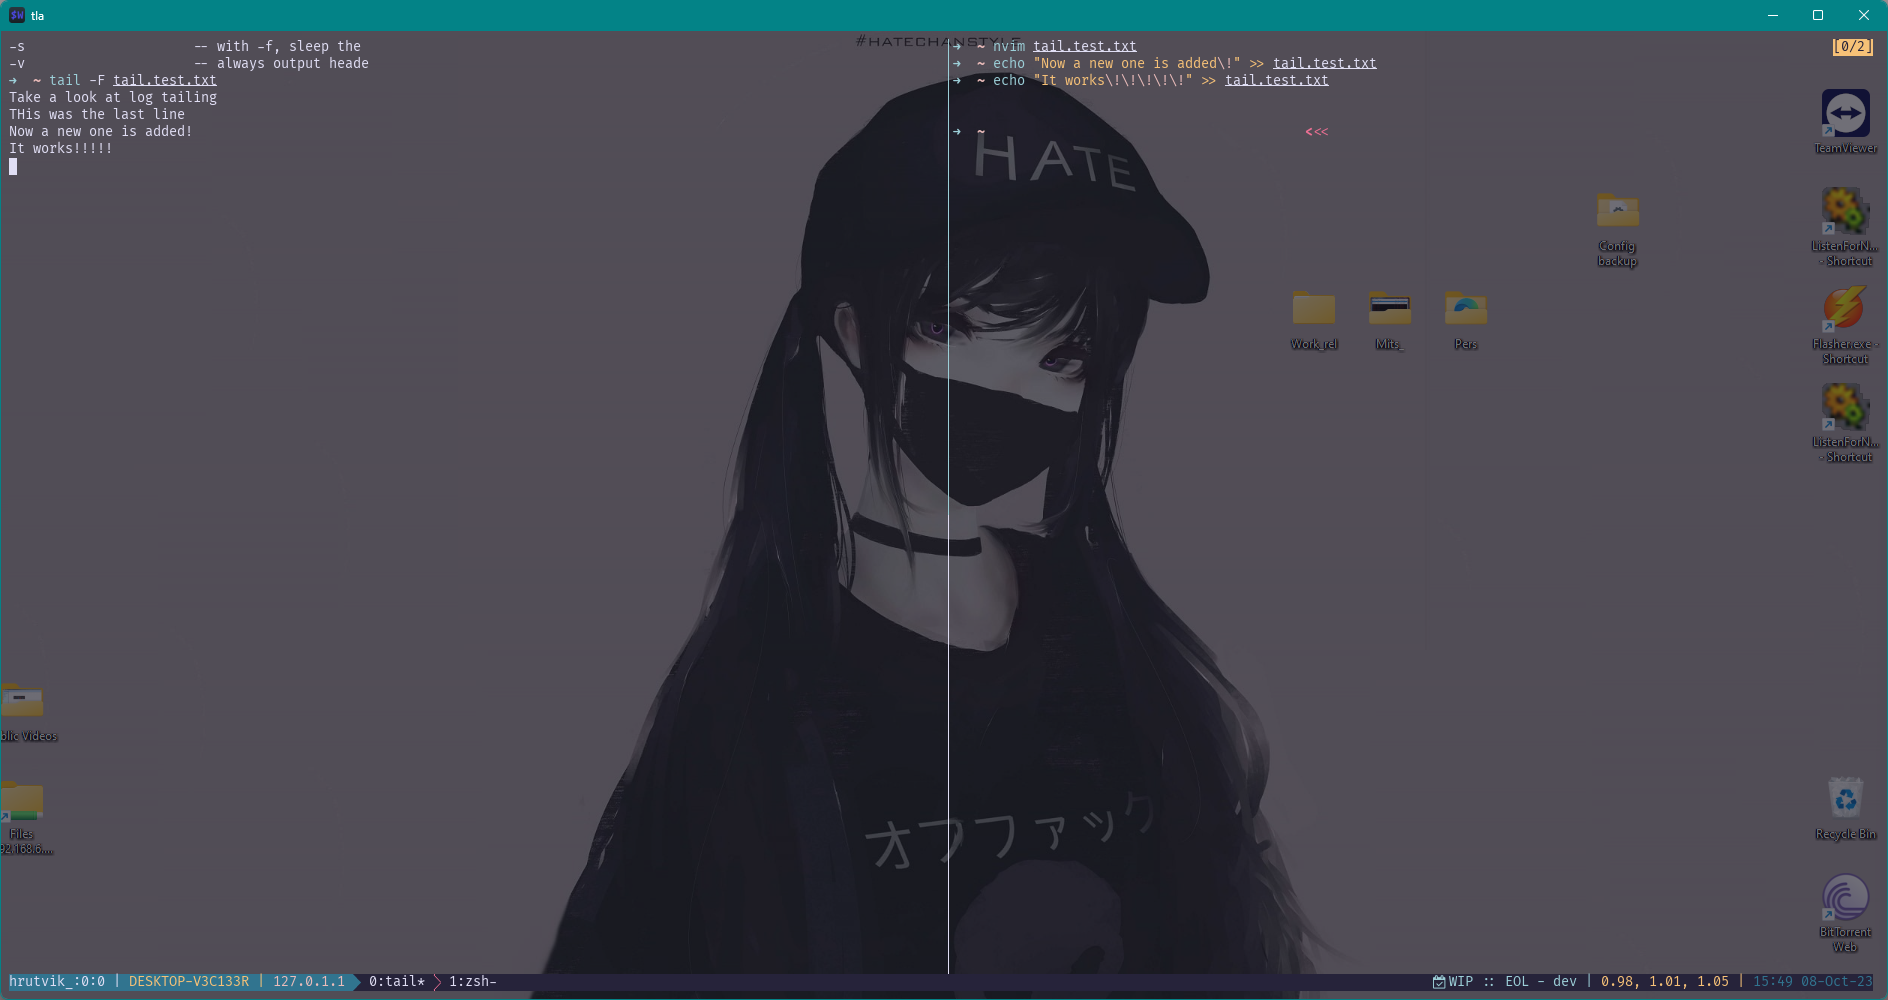 tla
-s                     -- with -f, sleep the
-v                     -- always output heade
➜  ~ tail -F tail.test.txt
Take a look at log tailing
THis was the last line
Now a new one is added!
It works!!!!!
#HATECHANSTYLE
➜  ~ nvim tail.test.txt
[0/2]
➜  ~ echo "Now a new one is added\!" >> tail.test.txt
➜  ~ echo "It works\!\!\!\!\!" >> tail.test.txt
➜  ~ <<<
HATE
TeamViewer
Config
backup
ListenForN...
- Shortcut
Work_rel
Mits_
Pers
Flasher.exe -
Shortcut
ListenForN...
- Shortcut
blic Videos
Files
92.168.6....
オフファック
Recycle Bin
BitTorrent
Web
hrutvik_:0:0 | DESKTOP-V3C133R | 127.0.1.1 0:tail* 1:zsh-
WIP :: EOL - dev | 0.98, 1.01, 1.05 | 15:49 08-Oct-23